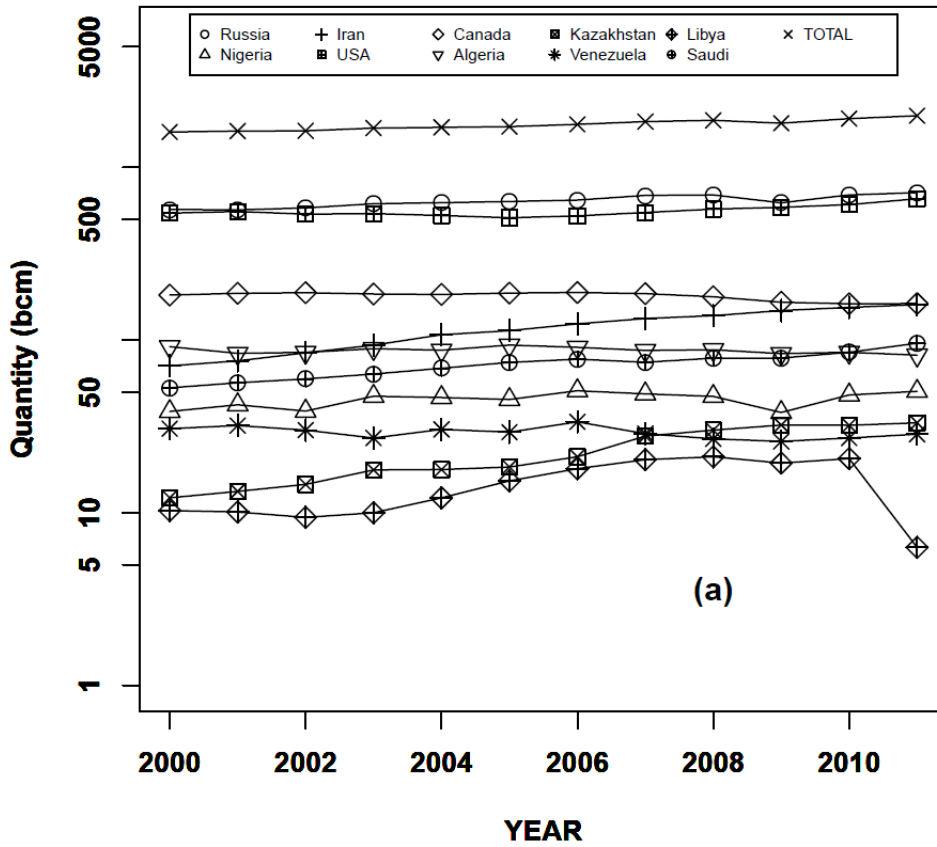 Russia Iran Canada Kazakhstan Libya TOTAL
Nigeria USA Algeria Venezuela Saudi
5000
500
50
10
5
1
Quantity (bcm)
(a)
2000 2002 2004 2006 2008 2010
YEAR